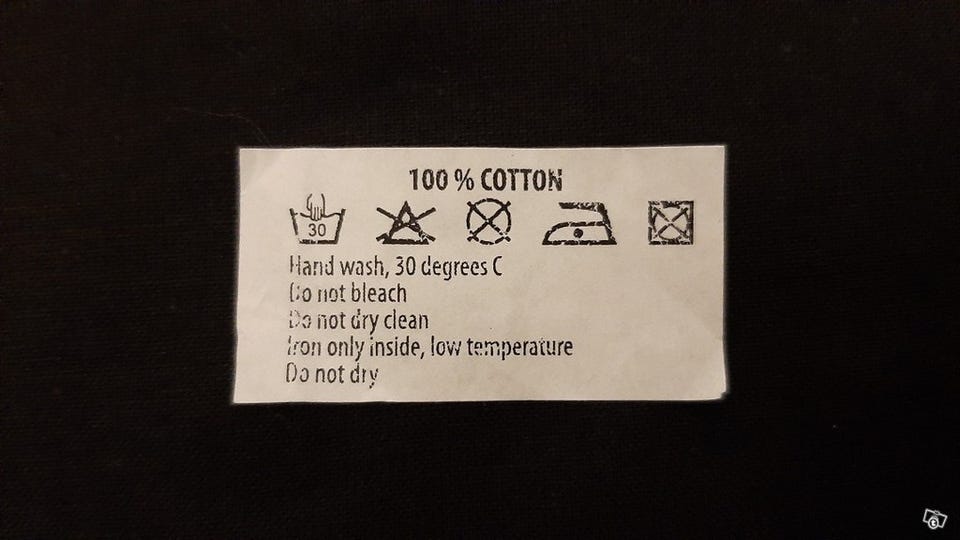 100 % COTTON
30
Hand wash, 30 degrees C
Do not bleach
Do not dry clean
Iron only inside, low temperature
Do not dry